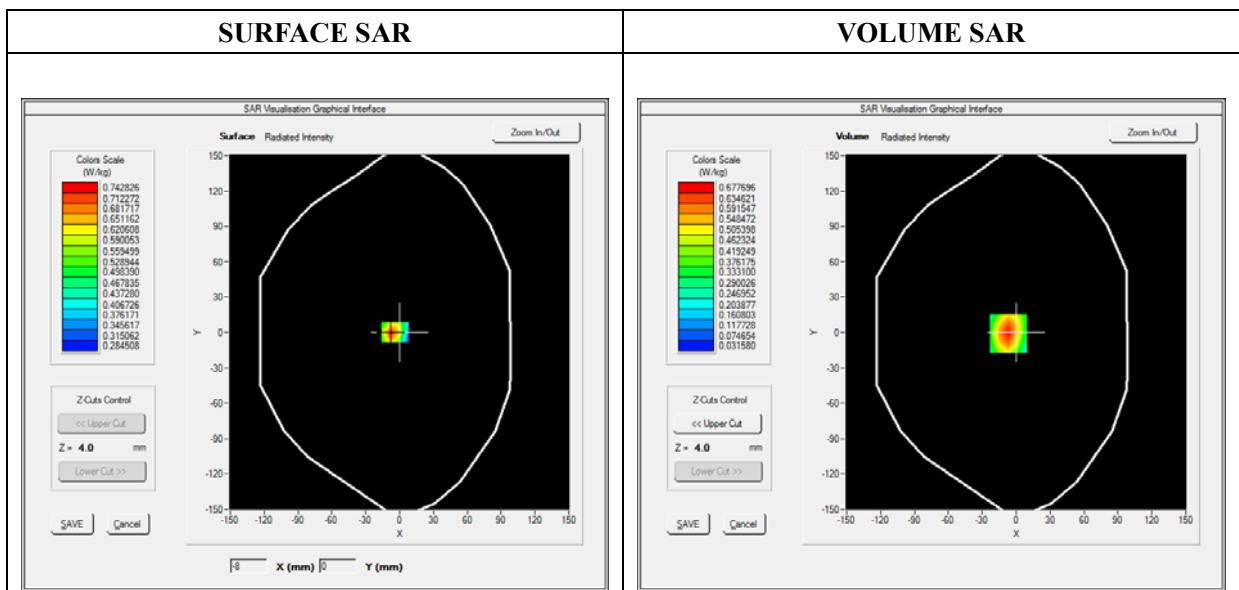 SURFACE SAR
VOLUME SAR
SAR Visualisation Graphical Interface
Surface Radiated Intensity
Zoom In/Out
Colors Scale
(W/kg)
0.742826
0.712272
0.681717
0.651162
0.620608
0.590053
0.559499
0.528944
0.498390
0.467835
0.437280
0.406726
0.376171
0.345617
0.315062
0.284508
Z-Cuts Control
<< Upper Cut
Z = 4.0 mm
Lower Cut >>
SAVE Cancel
150
120
90
60
30
0
-30
-60
-90
-120
-150
Y
-150 -120 -90 -60 -30 0 30 60 90 120 150
X
-8 X (mm) 0 Y (mm)
SAR Visualisation Graphical Interface
Volume Radiated Intensity
Zoom In/Out
Colors Scale
(W/kg)
0.677696
0.634621
0.591547
0.548472
0.505398
0.462324
0.419249
0.376175
0.333100
0.290026
0.246952
0.203877
0.160803
0.117728
0.074654
0.031580
Z-Cuts Control
<< Upper Cut
Z = 4.0 mm
Lower Cut >>
SAVE Cancel
150
120
90
60
30
0
-30
-60
-90
-120
-150
Y
-150 -120 -90 -60 -30 0 30 60 90 120 150
X